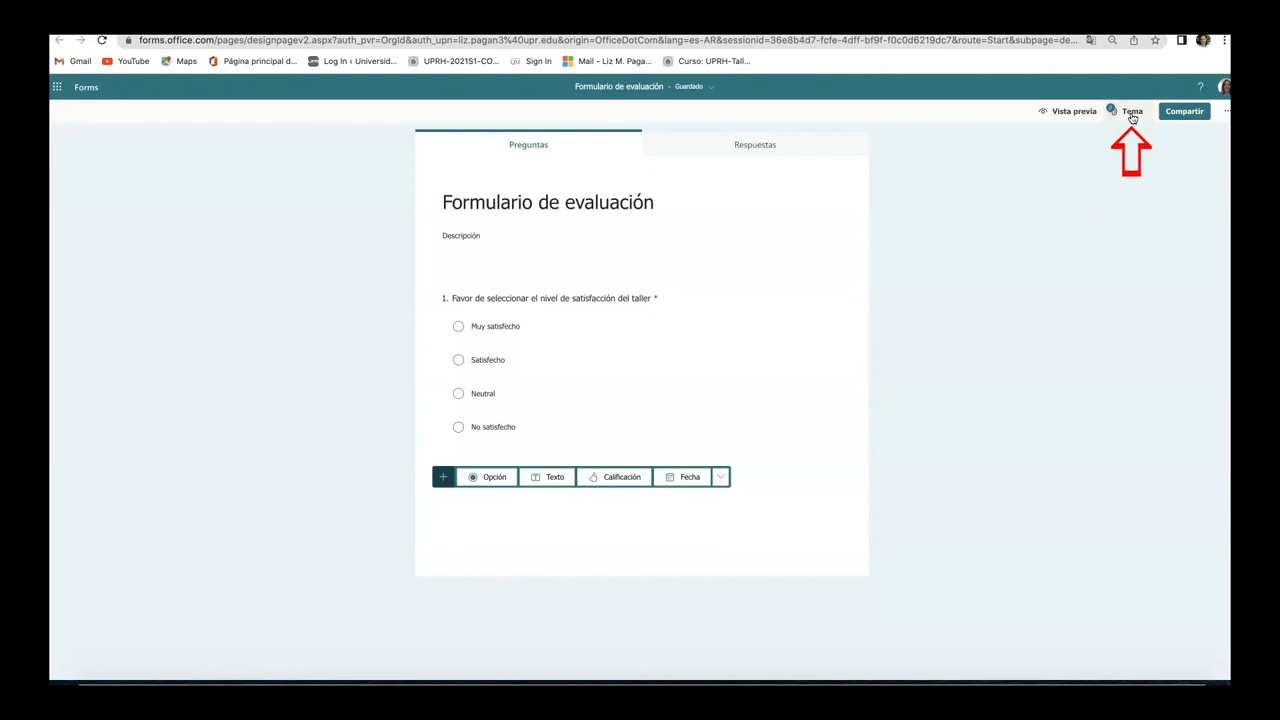 forms.office.com/pages/designpagev2.aspx?auth_pvr=OrgId&auth_upn=liz.pagan3%40upr.edu&origin=OfficeDotCom&lang=es-AR&sessionid=36e8b4d7-fcfe-4dff-bf9f-f0c0d6219dc7&route=Start&subpage=de...
Gmail YouTube Maps Página principal d... Log In ‹ Universid... UPRH-2021S1-CO... Sign In Mail - Liz M. Paga... Curso: UPRH-Tall...
Forms Formulario de evaluación - Guardado ?
Vista previa Tema Compartir ...
Preguntas Respuestas
Formulario de evaluación
Descripción
1. Favor de seleccionar el nivel de satisfacción del taller *
Muy satisfecho
Satisfecho
Neutral
No satisfecho
+ Opción Texto Calificación Fecha